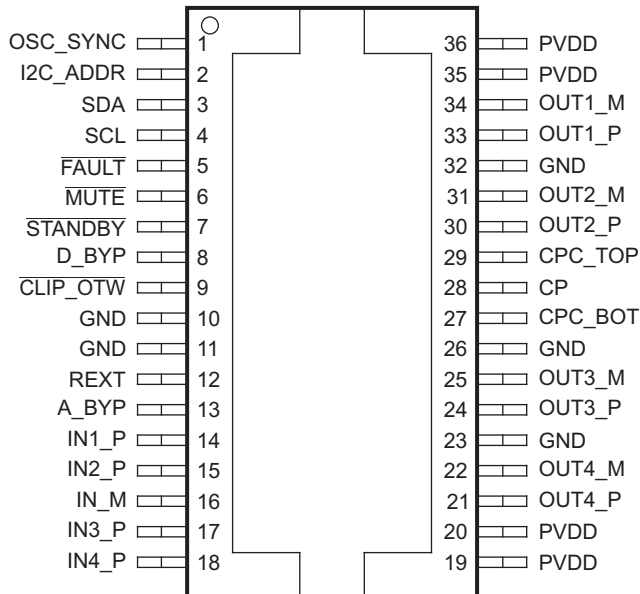 OSC_SYNC 1 36 PVDD
I2C_ADDR 2 35 PVDD
SDA 3 34 OUT1_M
SCL 4 33 OUT1_P
FAULT 5 32 GND
MUTE 6 31 OUT2_M
STANDBY 7 30 OUT2_P
D_BYP 8 29 CPC_TOP
CLIP_OTW 9 28 CP
GND 10 27 CPC_BOT
GND 11 26 GND
REXT 12 25 OUT3_M
A_BYP 13 24 OUT3_P
IN1_P 14 23 GND
IN2_P 15 22 OUT4_M
IN_M 16 21 OUT4_P
IN3_P 17 20 PVDD
IN4_P 18 19 PVDD